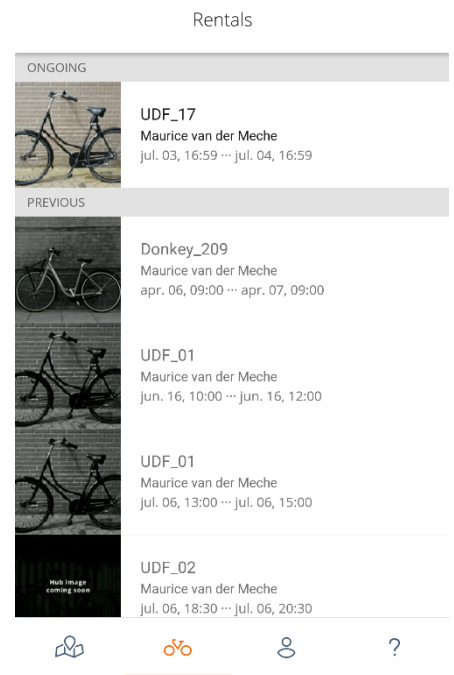 Rentals
ONGOING
UDF_17
Maurice van der Meche
jul. 03, 16:59 ··· jul. 04, 16:59
PREVIOUS
Donkey_209
Maurice van der Meche
apr. 06, 09:00 ··· apr. 07, 09:00
UDF_01
Maurice van der Meche
jun. 16, 10:00 ··· jun. 16, 12:00
UDF_01
Maurice van der Meche
jul. 06, 13:00 ··· jul. 06, 15:00
Hub image
coming soon
UDF_02
Maurice van der Meche
jul. 06, 18:30 ··· jul. 06, 20:30
?